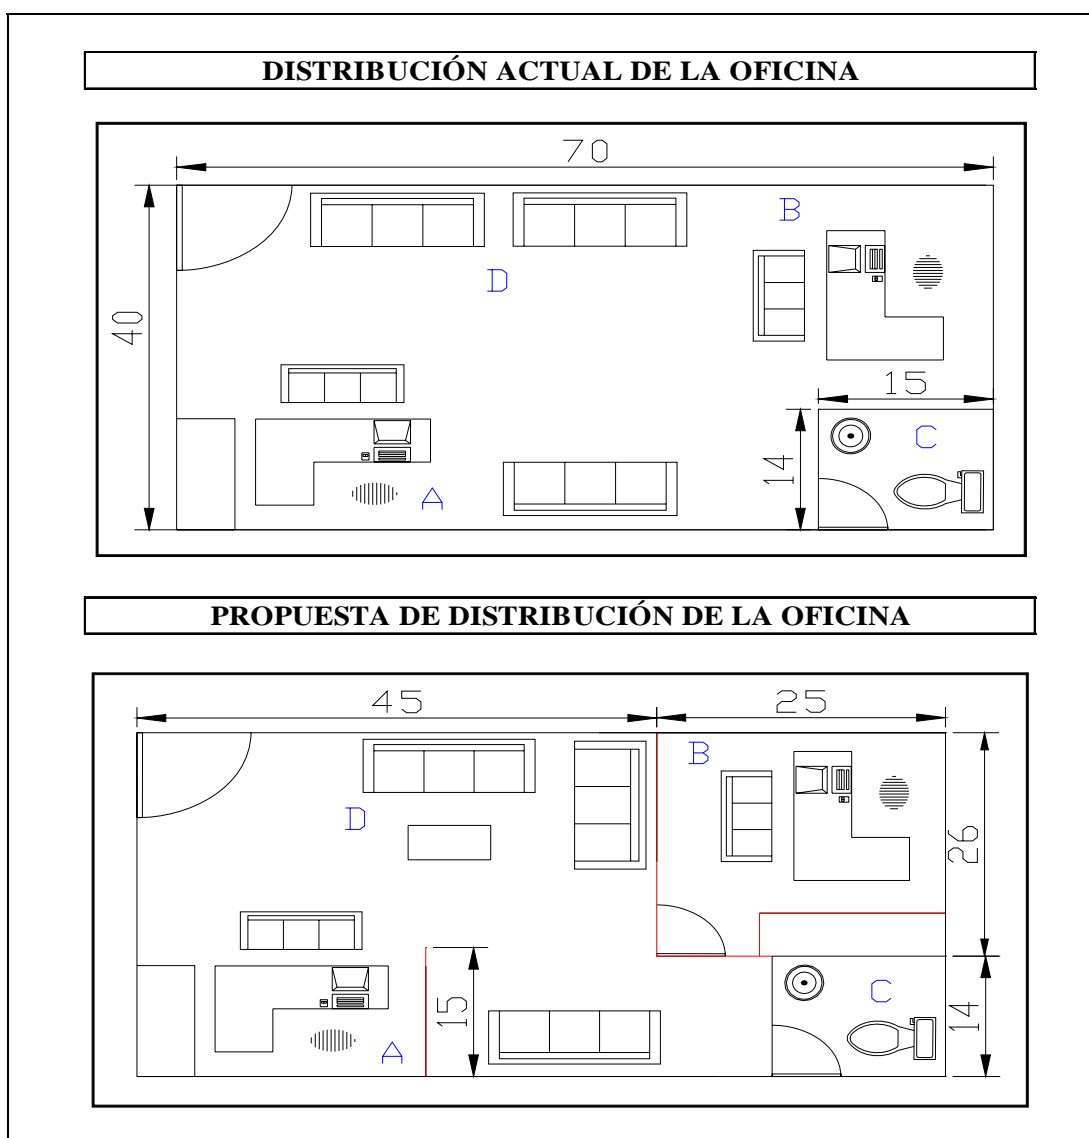 DISTRIBUCIÓN ACTUAL DE LA OFICINA
70
B
D
40
15
C
14
A
PROPUESTA DE DISTRIBUCIÓN DE LA OFICINA
45
25
B
D
26
15
C
14
A